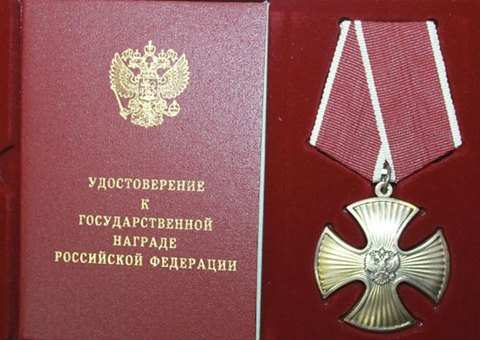 УДОСТОВЕРЕНИЕ
К
ГОСУДАРСТВЕННОЙ
НАГРАДЕ
РОССИЙСКОЙ ФЕДЕРАЦИИ